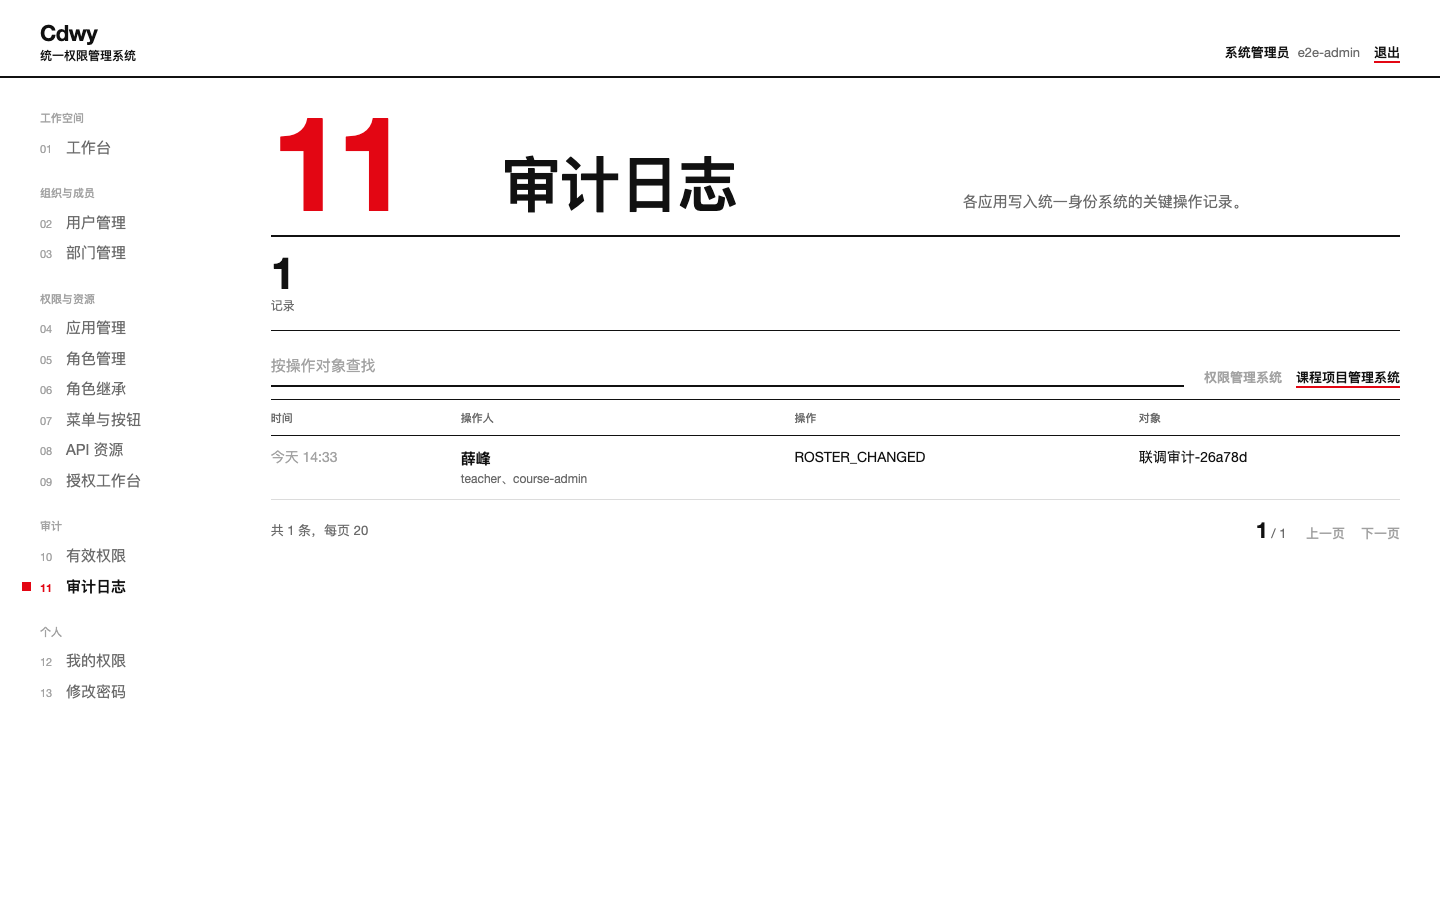 Cdwy
统一权限管理系统
系统管理员 e2e-admin 退出
工作空间
01 工作台
组织与成员
02 用户管理
03 部门管理
权限与资源
04 应用管理
05 角色管理
06 角色继承
07 菜单与按钮
08 API 资源
09 授权工作台
审计
10 有效权限
11 审计日志
个人
12 我的权限
13 修改密码
11 审计日志 各应用写入统一身份系统的关键操作记录。
1
记录
按操作对象查找 权限管理系统 课程项目管理系统
时间 操作人 操作 对象
今天 14:33 薛峰 ROSTER_CHANGED 联调审计-26a78d
teacher、course-admin
共 1 条，每页 20 1 / 1 上一页 下一页